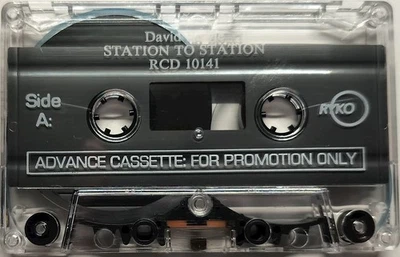 David
STATION TO STATION
RCD 10141
Side
A:
RYKO
ADVANCE CASSETTE: FOR PROMOTION ONLY